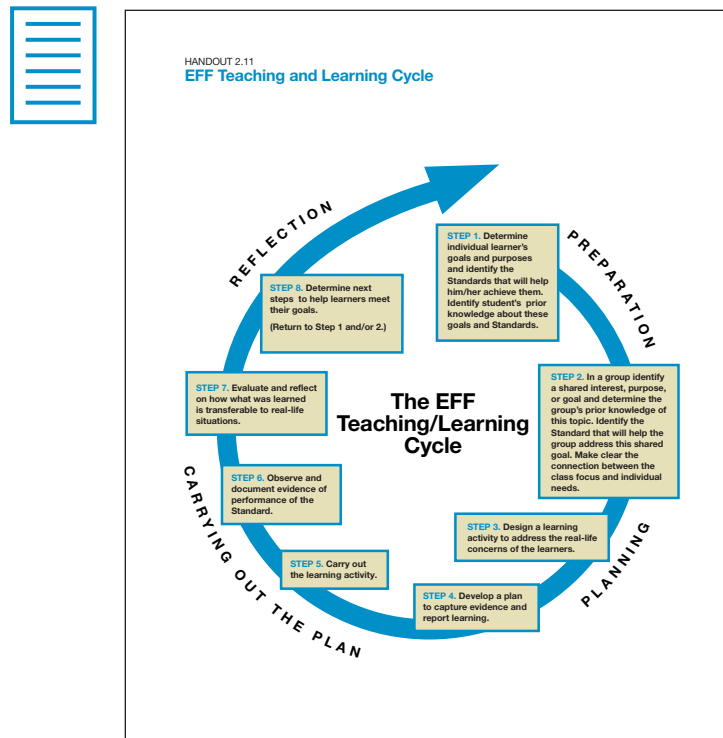 HANDOUT 2.11
EFF Teaching and Learning Cycle
REFLECTION
PREPARATION
STEP 1. Determine
individual learner's
goals and purposes
and identify the
Standards that will help
him/her achieve them.
Identify student's prior
knowledge about these
goals and Standards.
STEP 8. Determine next
steps to help learners meet
their goals.
(Return to Step 1 and/or 2.)
STEP 2. In a group identify
a shared interest, purpose,
or goal and determine the
group's prior knowledge of
this topic. Identify the
Standard that will help the
group address this shared
goal. Make clear the
connection between the
class focus and individual
needs.
STEP 7. Evaluate and reflect
on how what was learned
is transferable to real-life
situations.
The EFF
Teaching/Learning
Cycle
STEP 6. Observe and
document evidence of
performance of the
Standard.
STEP 3. Design a learning
activity to address the real-life
concerns of the learners.
STEP 5. Carry out
the learning activity.
STEP 4. Develop a plan
to capture evidence and
report learning.
CARRYING OUT THE PLAN
PLANNING